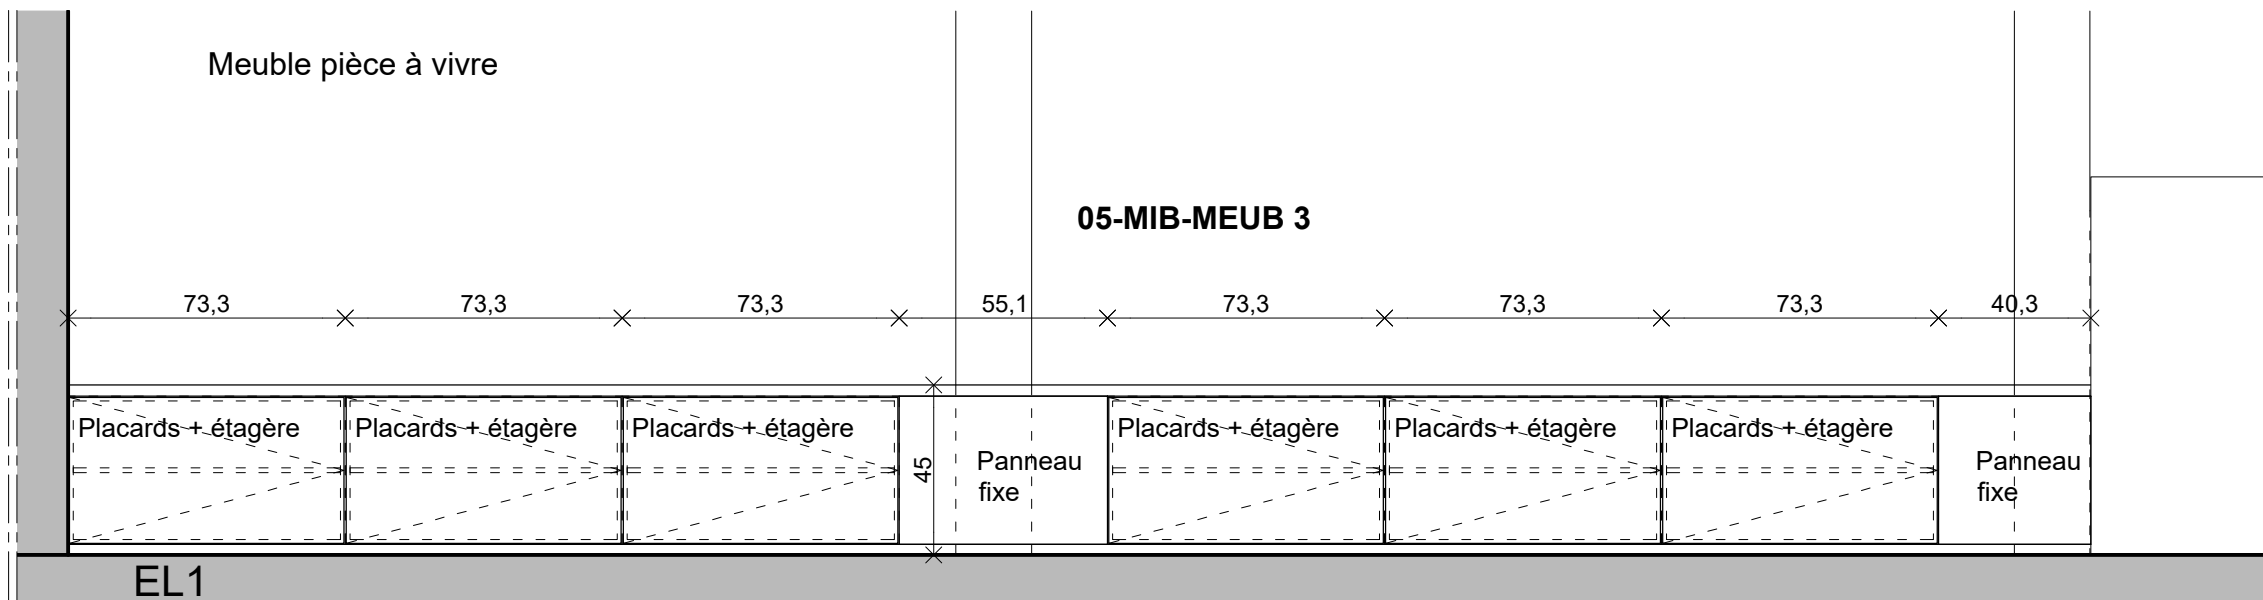 Meuble pièce à vivre
05-MIB-MEUB 3
73,3
73,3
73,3
55,1
73,3
73,3
73,3
40,3
Placards + étagère
Placards + étagère
Placards + étagère
45
Panneau
fixe
Placards + étagère
Placards + étagère
Placards + étagère
Panneau
fixe
EL1